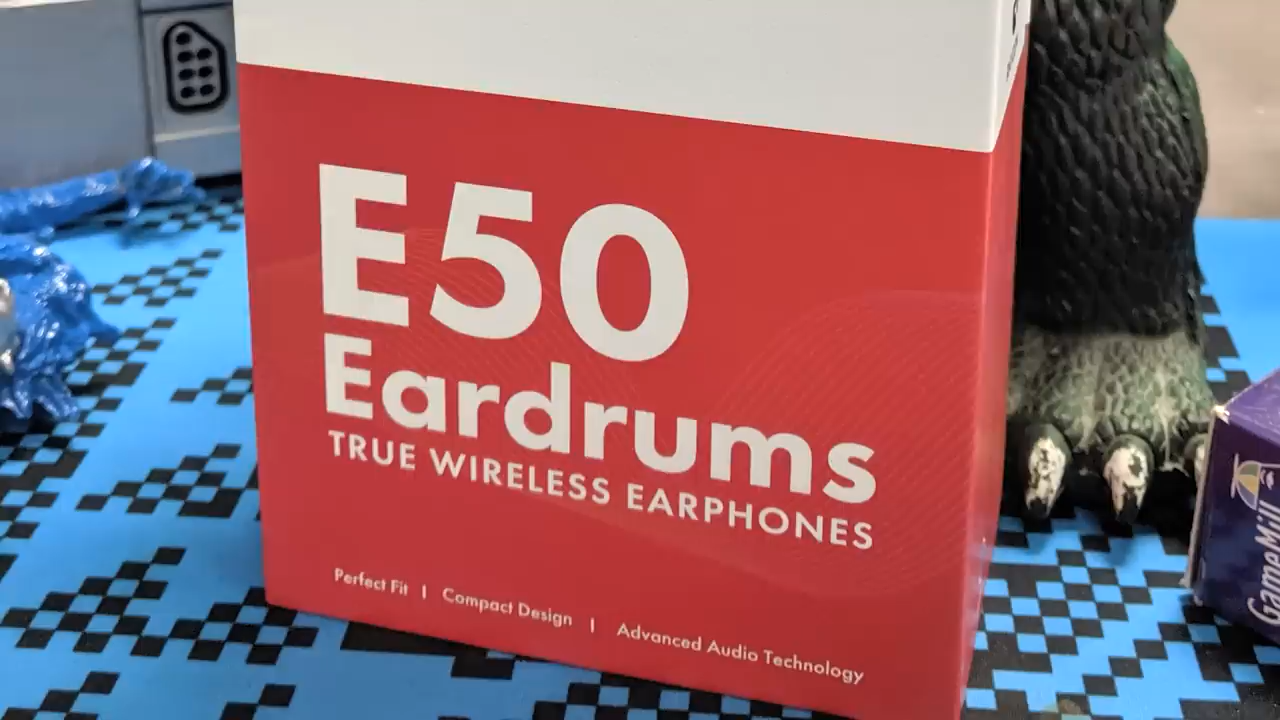 E50
Eardrums
TRUE WIRELESS EARPHONES
Perfect Fit | Compact Design | Advanced Audio Technology
GameMill